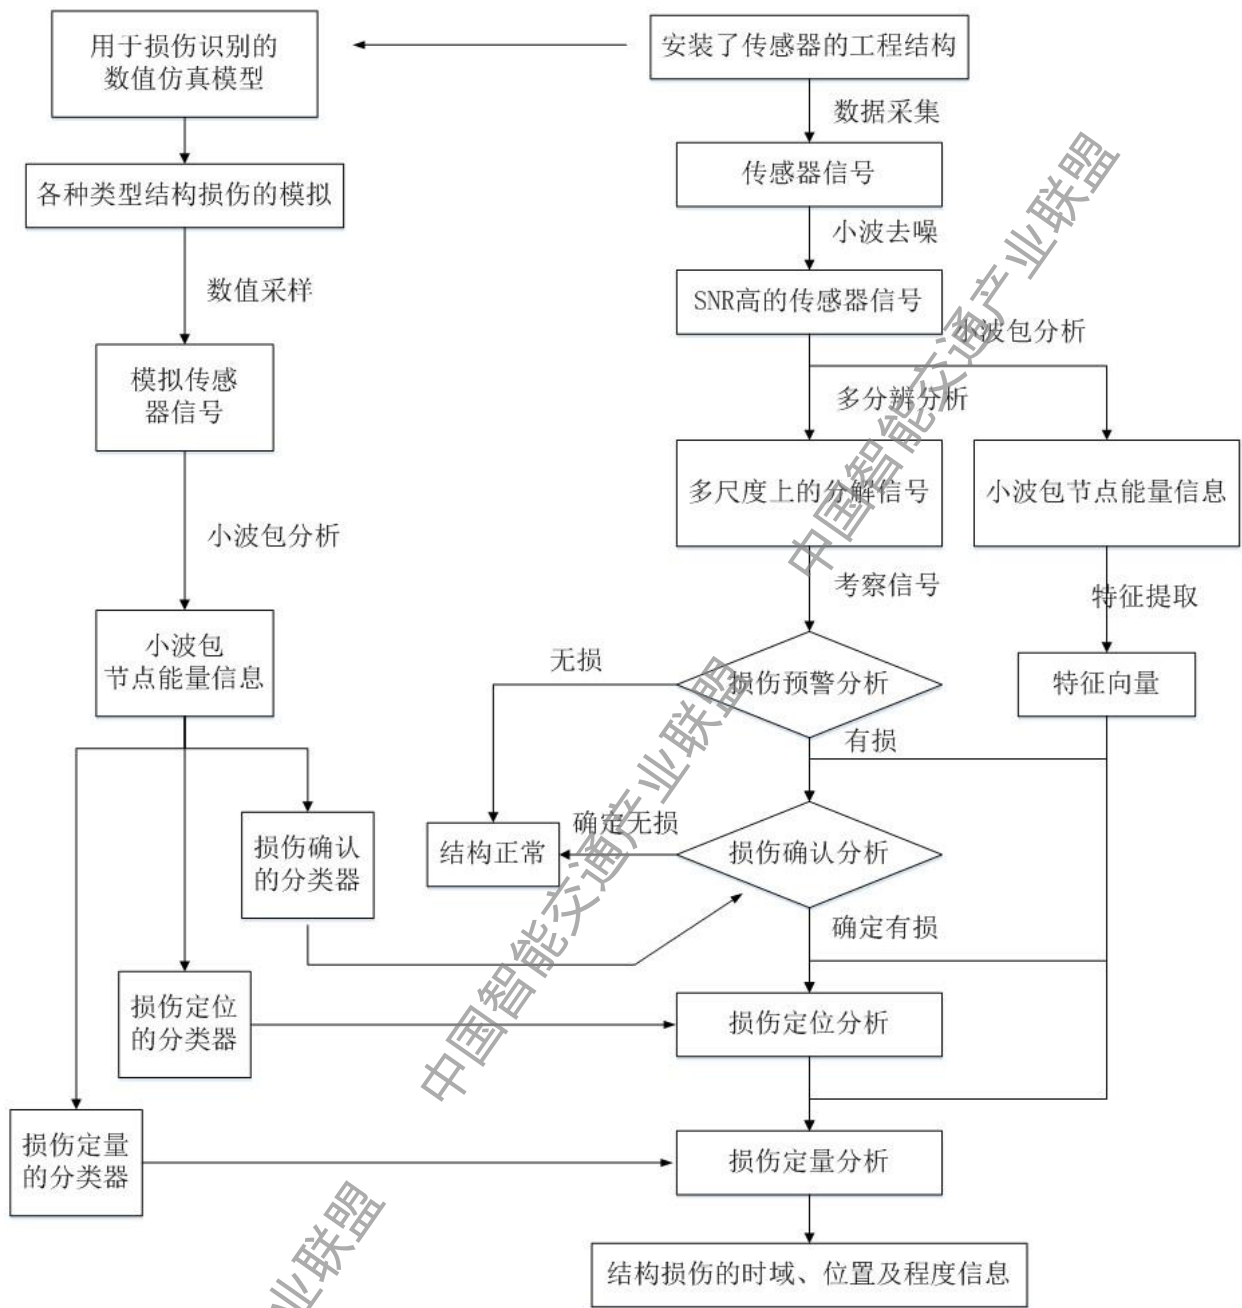 用于损伤识别的
数值仿真模型
安装了传感器的工程结构
数据采集
各种类型结构损伤的模拟
传感器信号
小波去噪
数值采样
SNR高的传感器信号
小波包分析
模拟传感
器信号
多分辨分析
多尺度上的分解信号
小波包节点能量信息
小波包分析
考察信号
特征提取
小波包
节点能量信息
无损
损伤预警分析
特征向量
有损
损伤确认
的分类器
结构正常
确定无损
损伤确认分析
确定有损
损伤定位
的分类器
损伤定位分析
损伤定量
的分类器
损伤定量分析
结构损伤的时域、位置及程度信息
中国智能交通产业联盟
中国智能交通产业联盟
业联盟